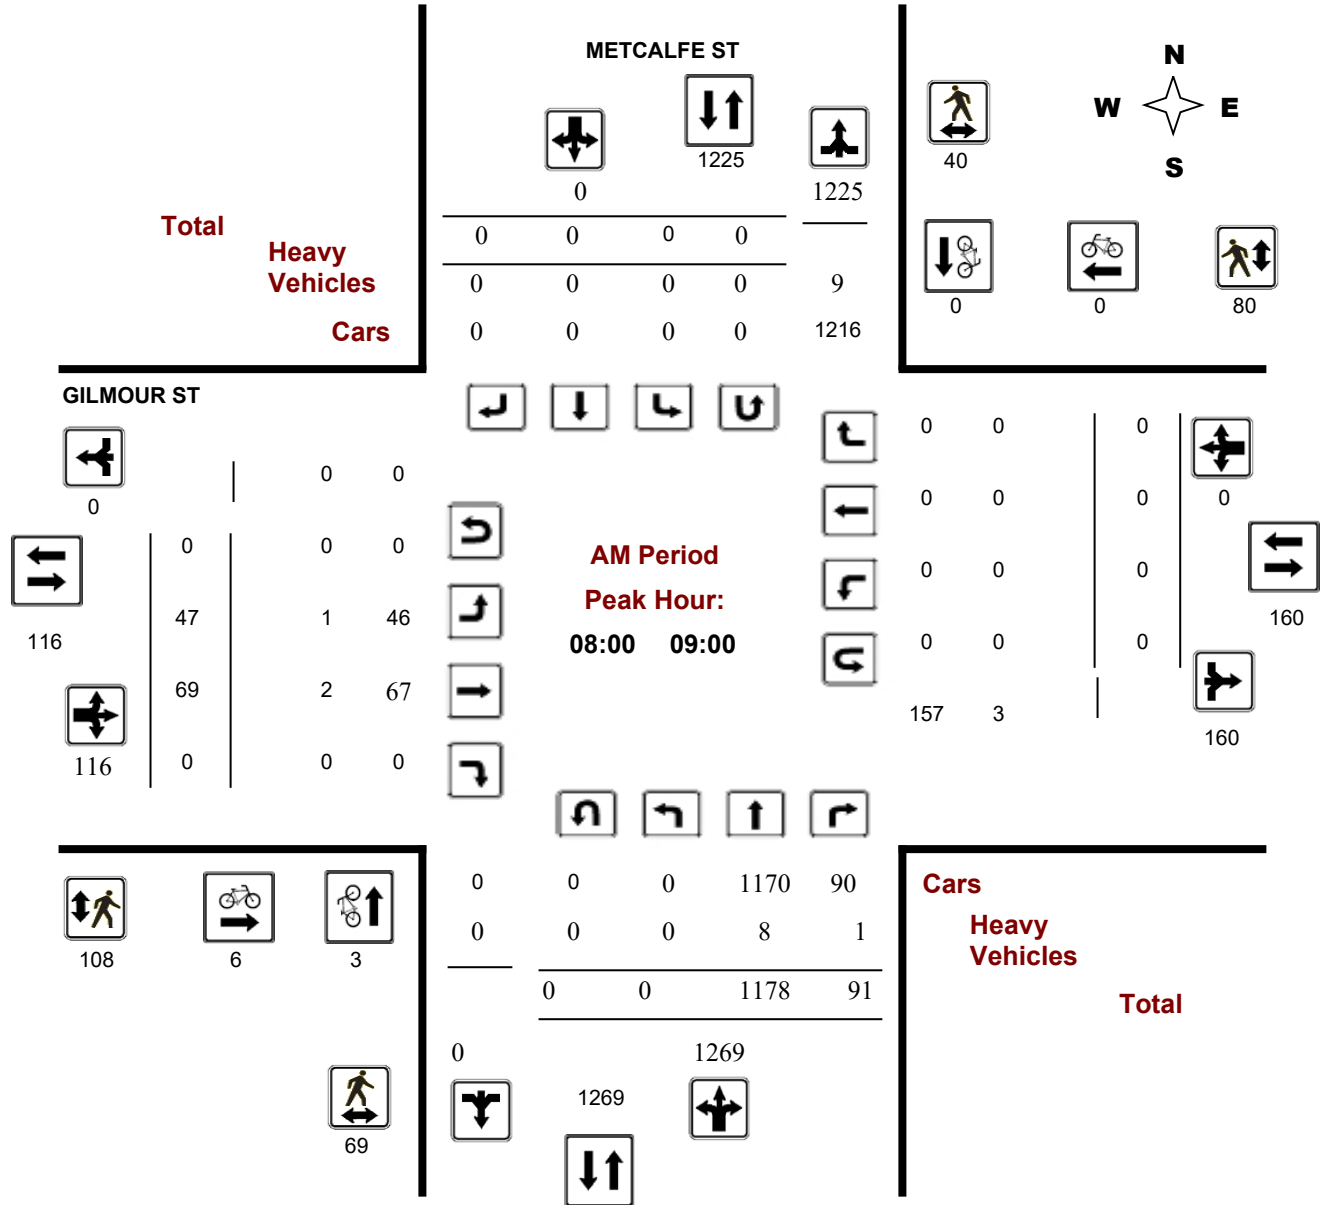 METCALFE ST
N
W E
S
1225
40
0 1225
Total
0 0 0 0
Heavy
Vehicles
0 0 0 0 9
0 0 80
Cars
0 0 0 0 1216
GILMOUR ST
0 0 0
0 0
0
0 0 0 0
0 0 0
AM Period
0 0 0
Peak Hour:
47 1 46
116
08:00 09:00
0 0 0
160
69 2 67
157 3
160
116
0 0 0
0 0 0 1170 90
Cars
0 0 0 8 1
Heavy
Vehicles
108 6 3
0 0 1178 91
Total
0 1269
1269
69